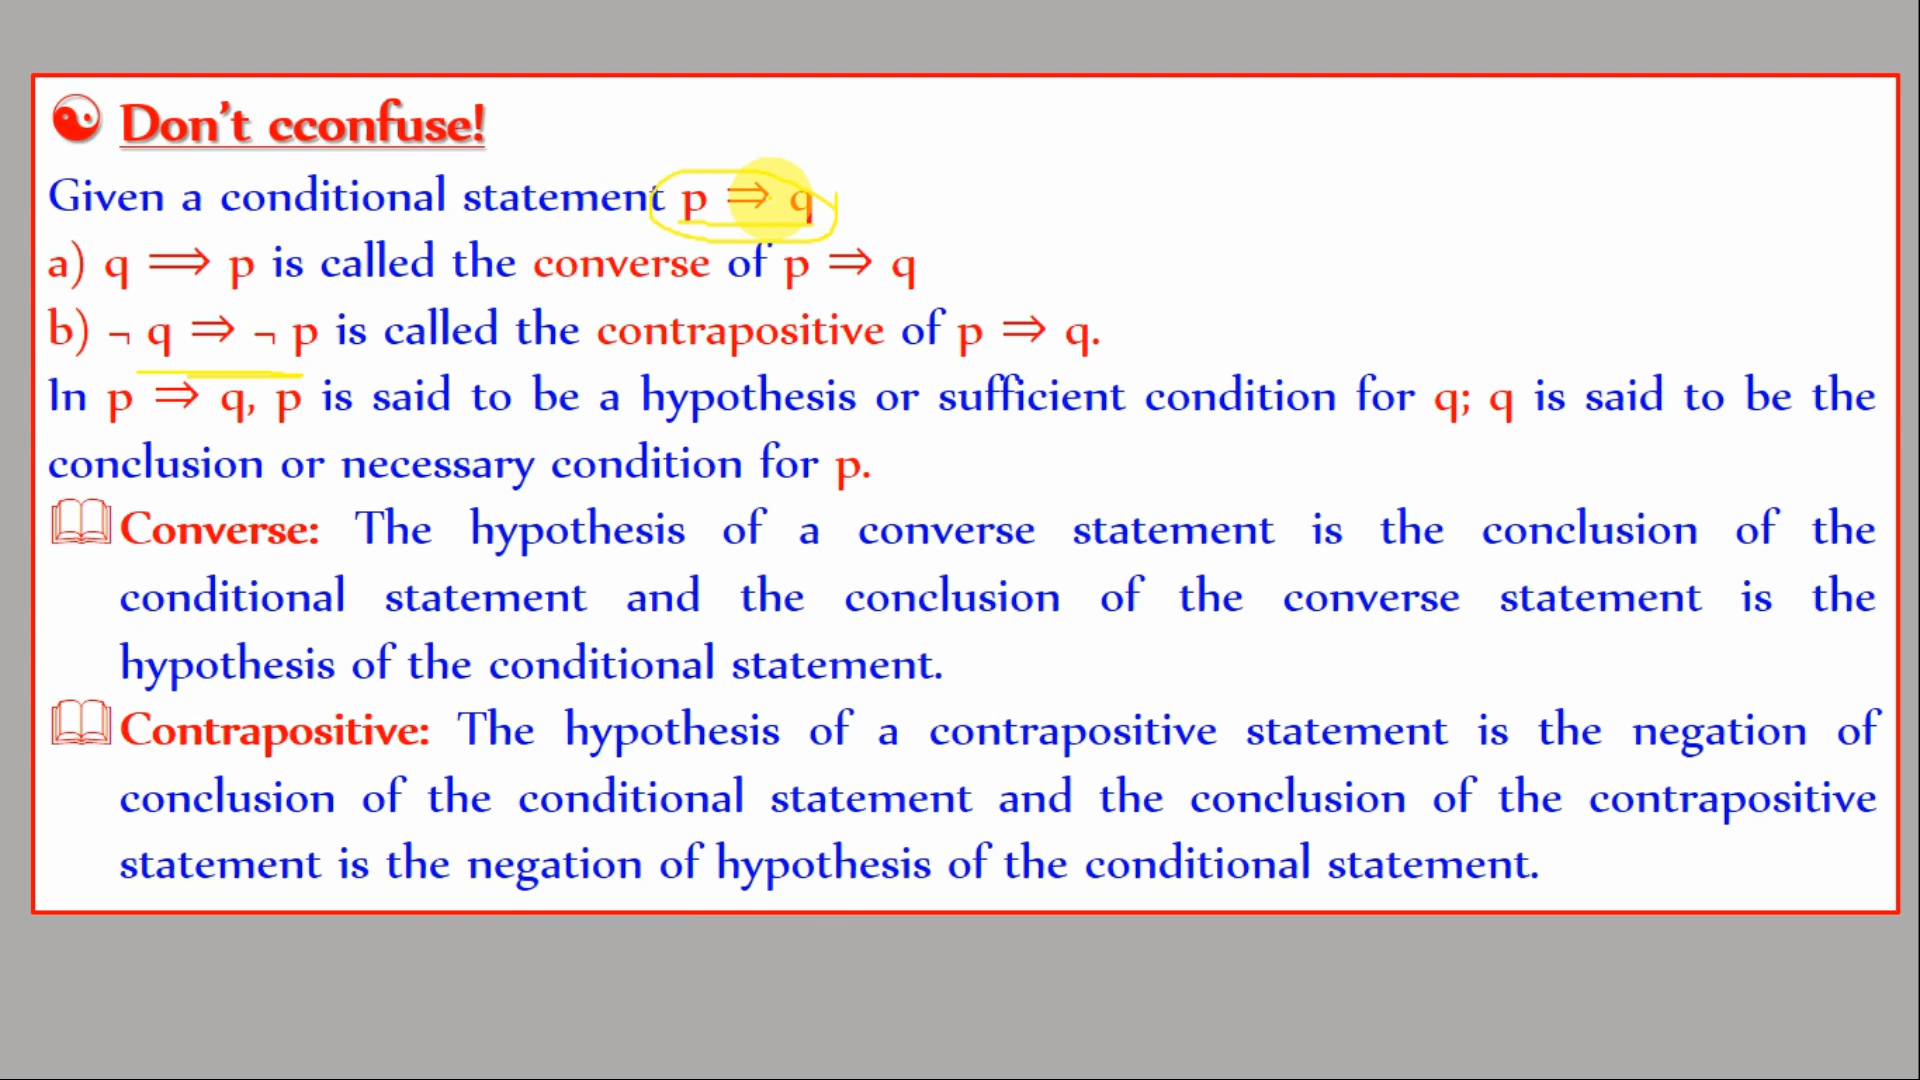 Don't cconfuse!
Given a conditional statement p ⇒ q
a) q ⟹ p is called the converse of p ⇒ q
b) ¬ q ⇒ ¬ p is called the contrapositive of p ⇒ q.
In p ⇒ q, p is said to be a hypothesis or sufficient condition for q; q is said to be the
conclusion or necessary condition for p.
Converse: The hypothesis of a converse statement is the conclusion of the
conditional statement and the conclusion of the converse statement is the
hypothesis of the conditional statement.
Contrapositive: The hypothesis of a contrapositive statement is the negation of
conclusion of the conditional statement and the conclusion of the contrapositive
statement is the negation of hypothesis of the conditional statement.